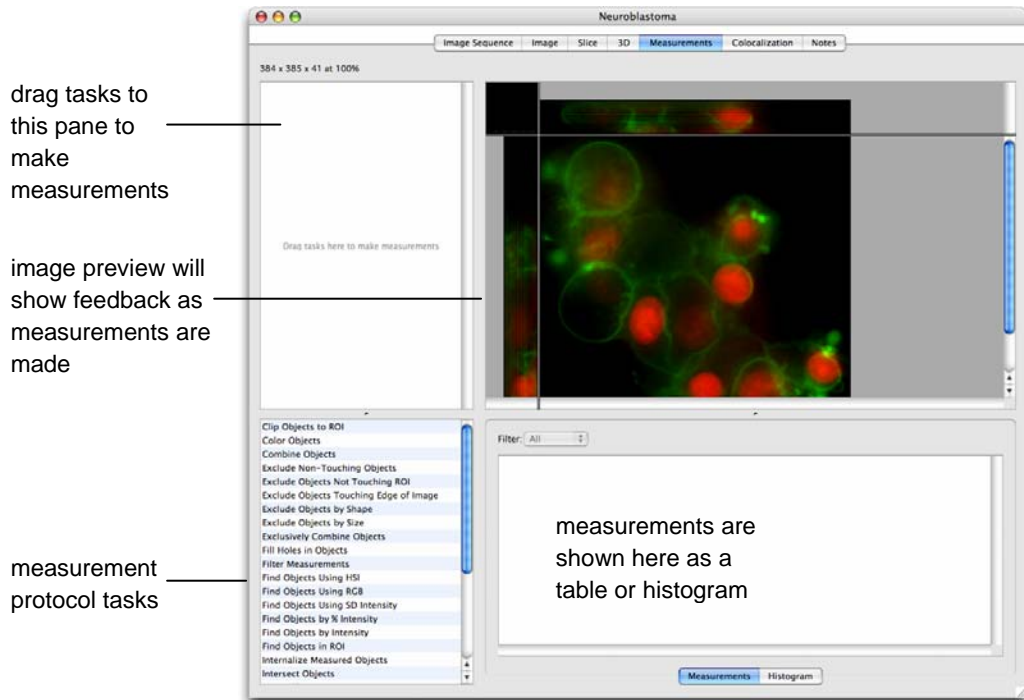 Neuroblastoma
Image Sequence Image Slice 3D Measurements Colocalization Notes
384 x 385 x 41 at 100%
drag tasks to
this pane to
make
measurements
Drag tasks here to make measurements
image preview will
show feedback as
measurements are
made
Clip Objects to ROI
Color Objects
Combine Objects
Exclude Non-Touching Objects
Exclude Objects Not Touching ROI
Exclude Objects Touching Edge of Image
Exclude Objects by Shape
Exclude Objects by Size
Exclusively Combine Objects
Fill Holes in Objects
Filter Measurements
Find Objects Using HSI
Find Objects Using RGB
Find Objects Using SD Intensity
Find Objects by % Intensity
Find Objects by Intensity
Find Objects in ROI
Internalize Measured Objects
Intersect Objects
measurement
protocol tasks
Filter: All
measurements are
shown here as a
table or histogram
Measurements Histogram